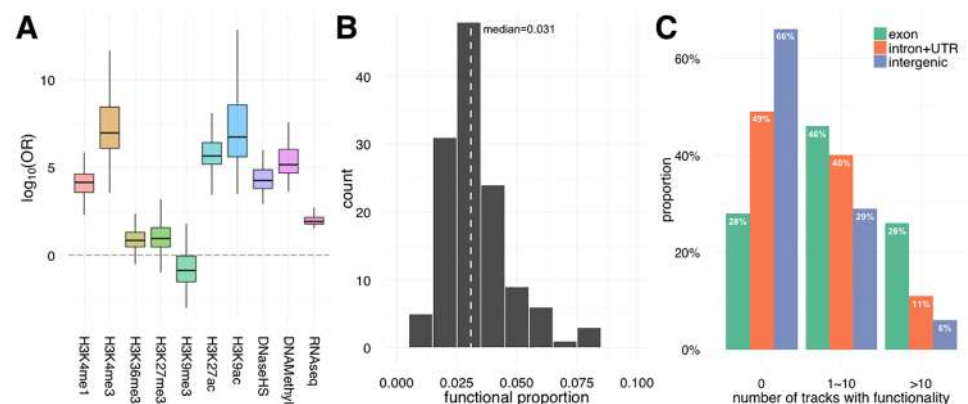 A
log10(OR)
10
5
0
H3K4me1
H3K4me3
H3K36me3
H3K27me3
H3K9me3
H3K27ac
H3K9ac
DNaseHS
DNAMethyl
RNAseq
B
median=0.031
count
40
30
20
10
0
0.000 0.025 0.050 0.075 0.100
functional proportion
C
exon
intron+UTR
intergenic
proportion
60%
40%
20%
0%
28% 49% 66%
46% 40% 29%
26% 11% 6%
0 1~10 >10
number of tracks with functionality